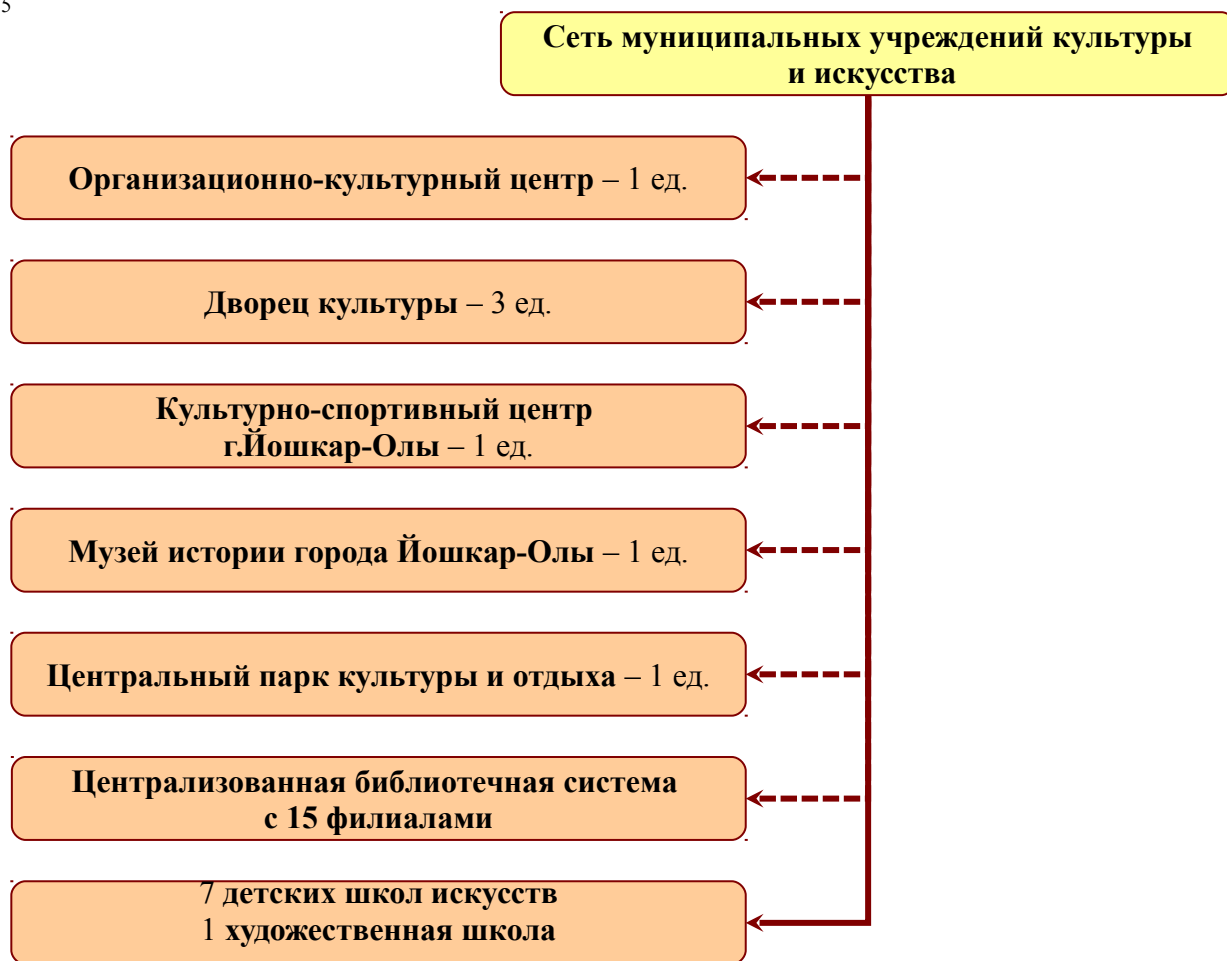 5
Сеть муниципальных учреждений культуры
и искусства
Организационно-культурный центр – 1 ед.
Дворец культуры – 3 ед.
Культурно-спортивный центр
г.Йошкар-Олы – 1 ед.
Музей истории города Йошкар-Олы – 1 ед.
Центральный парк культуры и отдыха – 1 ед.
Централизованная библиотечная система
с 15 филиалами
7 детских школ искусств
1 художественная школа